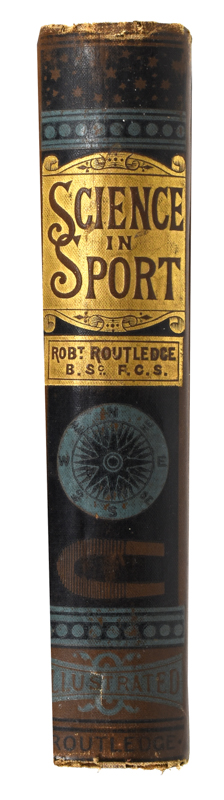 SCIENCE
IN
SPORT
ROBT ROUTLEDGE
B. Sc. F. C. S.
N
W E
S
ILLUSTRATED
ROUTLEDGE